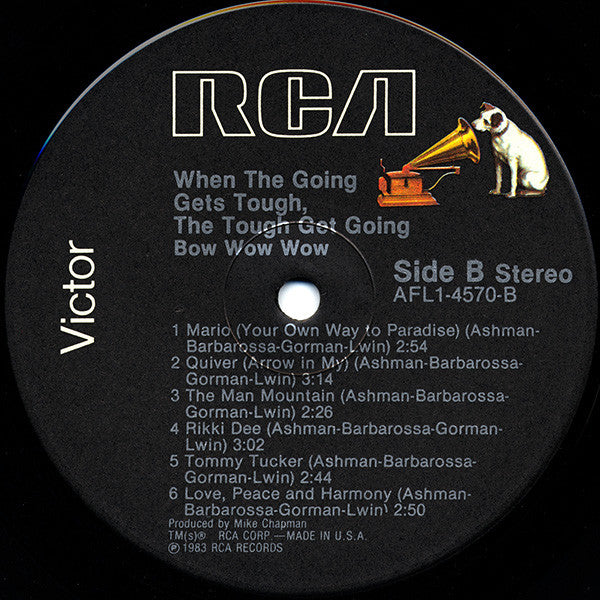 RCA
When The Going
Gets Tough,
The Tough Get Going
Bow Wow Wow
Victor
Side B Stereo
AFL1-4570-B
1 Mario (Your Own Way to Paradise) (Ashman-
Barbarossa-Gorman-Lwin) 2:54
2 Quiver (Arrow in My) (Ashman-Barbarossa-
Gorman-Lwin) 3:14
3 The Man Mountain (Ashman-Barbarossa-
Gorman-Lwin) 2:26
4 Rikki Dee (Ashman-Barbarossa-Gorman-
Lwin) 3:02
5 Tommy Tucker (Ashman-Barbarossa-
Gorman-Lwin) 2:44
6 Love, Peace and Harmony (Ashman-
Barbarossa-Gorman-Lwin) 2:50
Produced by Mike Chapman
TM(s)® RCA CORP.—MADE IN U.S.A.
℗ 1983 RCA RECORDS